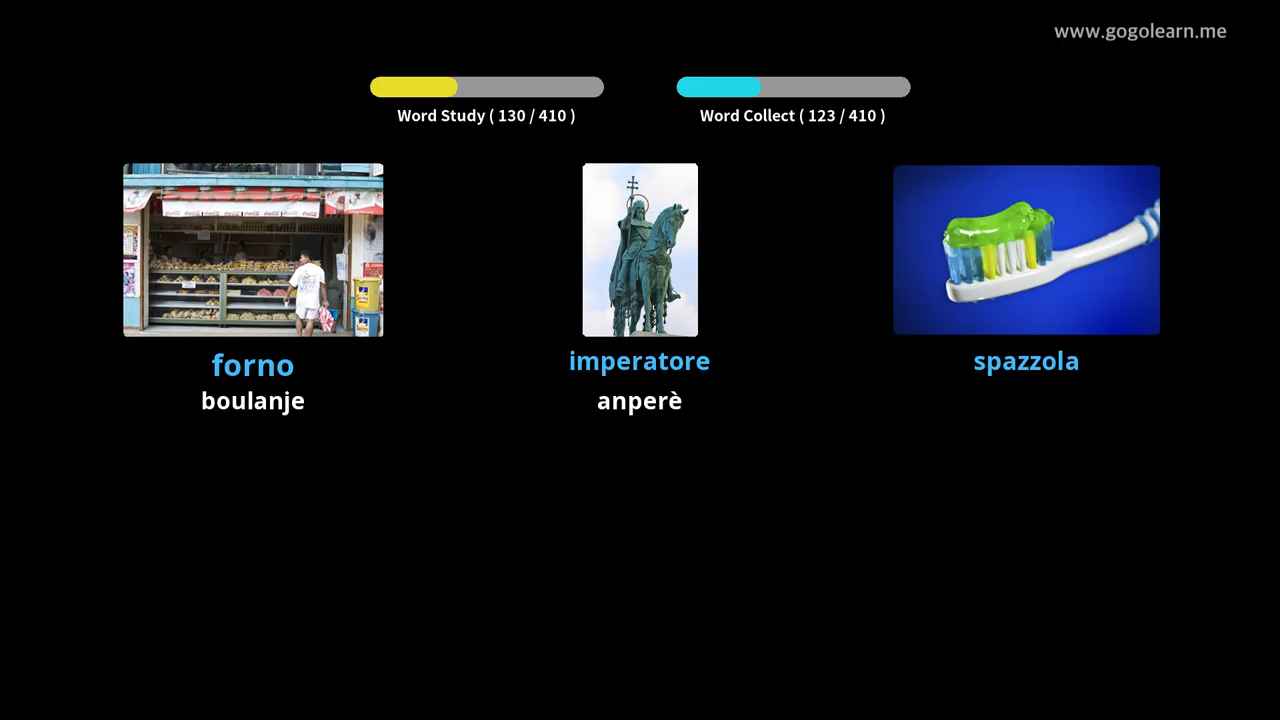 www.gogolearn.me
Word Study ( 130 / 410 )
Word Collect ( 123 / 410 )
forno
imperatore
spazzola
boulanje
anperè